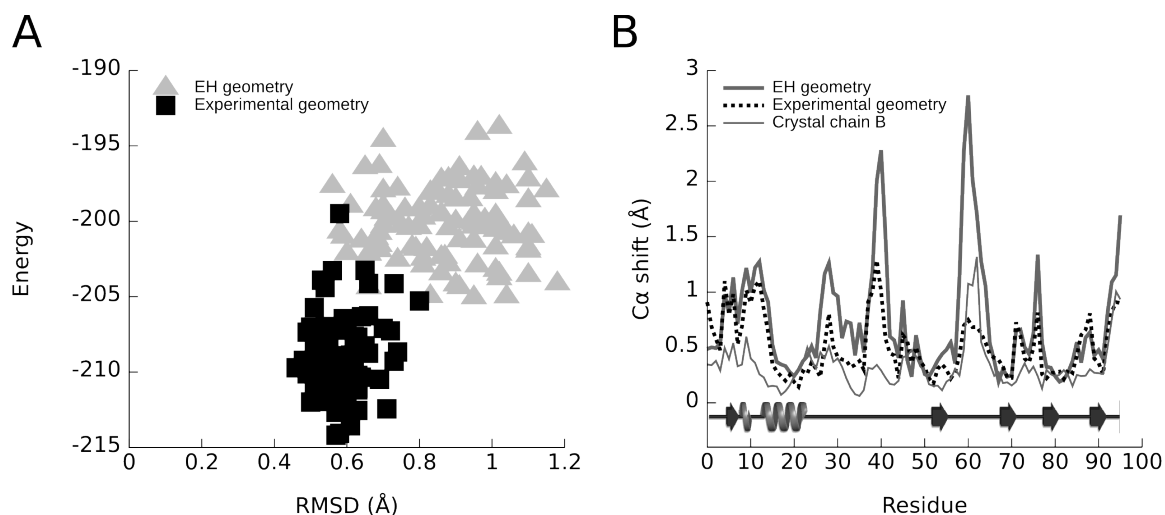 A
-190
-195
-200
-205
-210
-215
Energy
EH geometry
Experimental geometry
0 0.2 0.4 0.6 0.8 1 1.2
RMSD (Å)
B
3
2.5
2
1.5
1
0.5
0
Cα shift (Å)
EH geometry
Experimental geometry
Crystal chain B
0 10 20 30 40 50 60 70 80 90 100
Residue